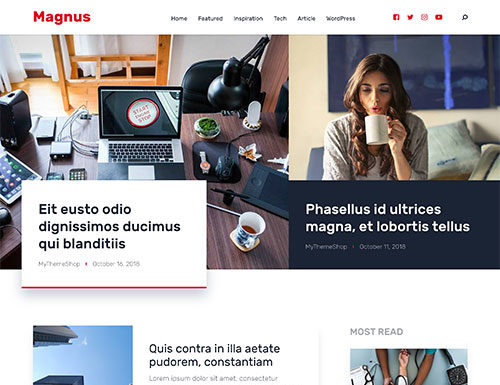 Magnus
Home Featured Inspiration Tech Article WordPress
START
STOP
Eit eusto odio
dignissimos ducimus
qui blanditiis
MyThemeShop October 16, 2018
Phasellus id ultrices
magna, et lobortis tellus
MyThemeShop October 11, 2018
Quis contra in illa aetate
pudorem, constantiam
Lorem ipsum dolor sit amet, consectetur
MOST READ